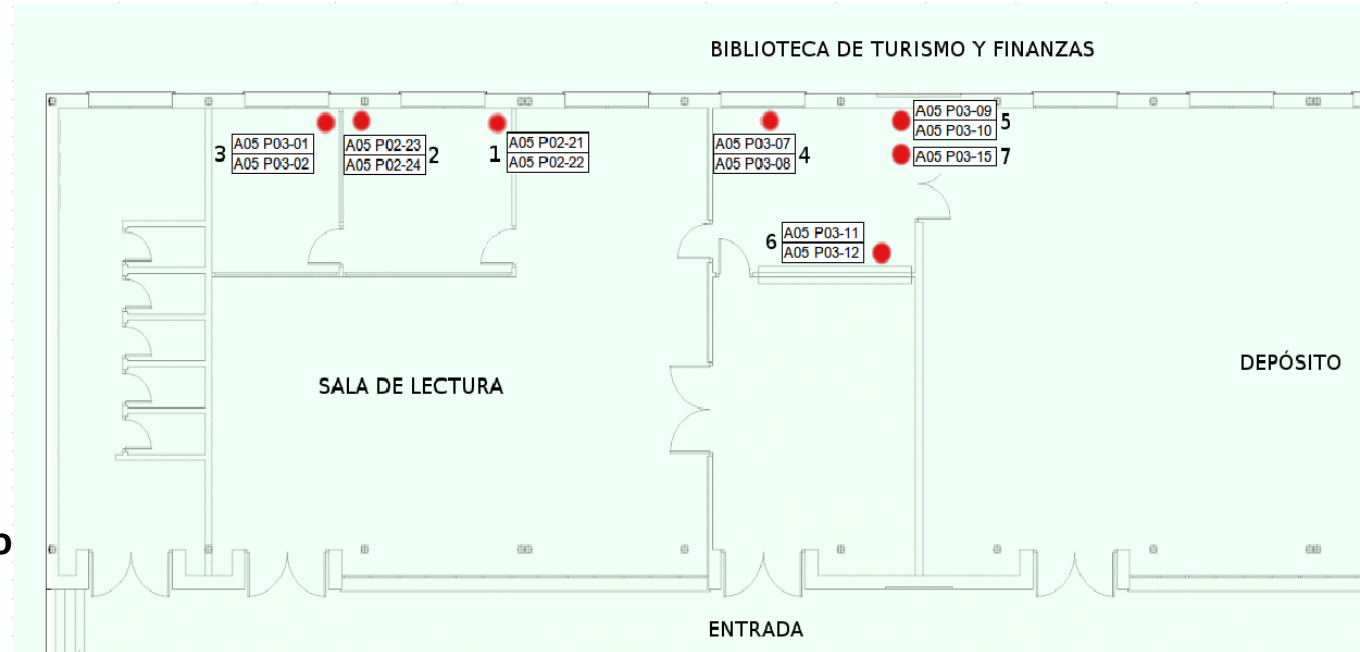 BIBLIOTECA DE TURISMO Y FINANZAS
3
A05 P03-01
A05 P03-02
A05 P02-23
A05 P02-24
2
1
A05 P02-21
A05 P02-22
A05 P03-07
A05 P03-08
4
A05 P03-09
A05 P03-10
5
A05 P03-15
7
6
A05 P03-11
A05 P03-12
SALA DE LECTURA
DEPÓSITO
ENTRADA